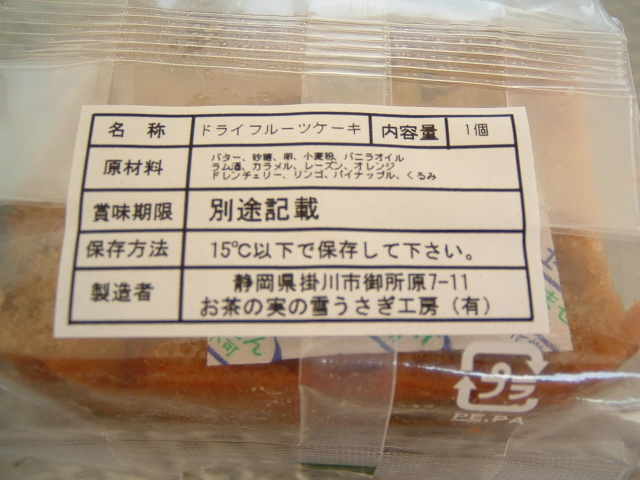 名 称 ドライフルーツケーキ 内容量 1個
原材料
バター、砂糖、卵、小麦粉、バニラオイル
ラム酒、カラメル、レーズン、オレンジ
ドレンチェリー、リンゴ、パイナップル、くるみ
賞味期限 別途記載
保存方法 15℃以下で保存して下さい。
製造者 静岡県掛川市御所原7-11
お茶の実の雪うさぎ工房(有)
プラ
PE,PA